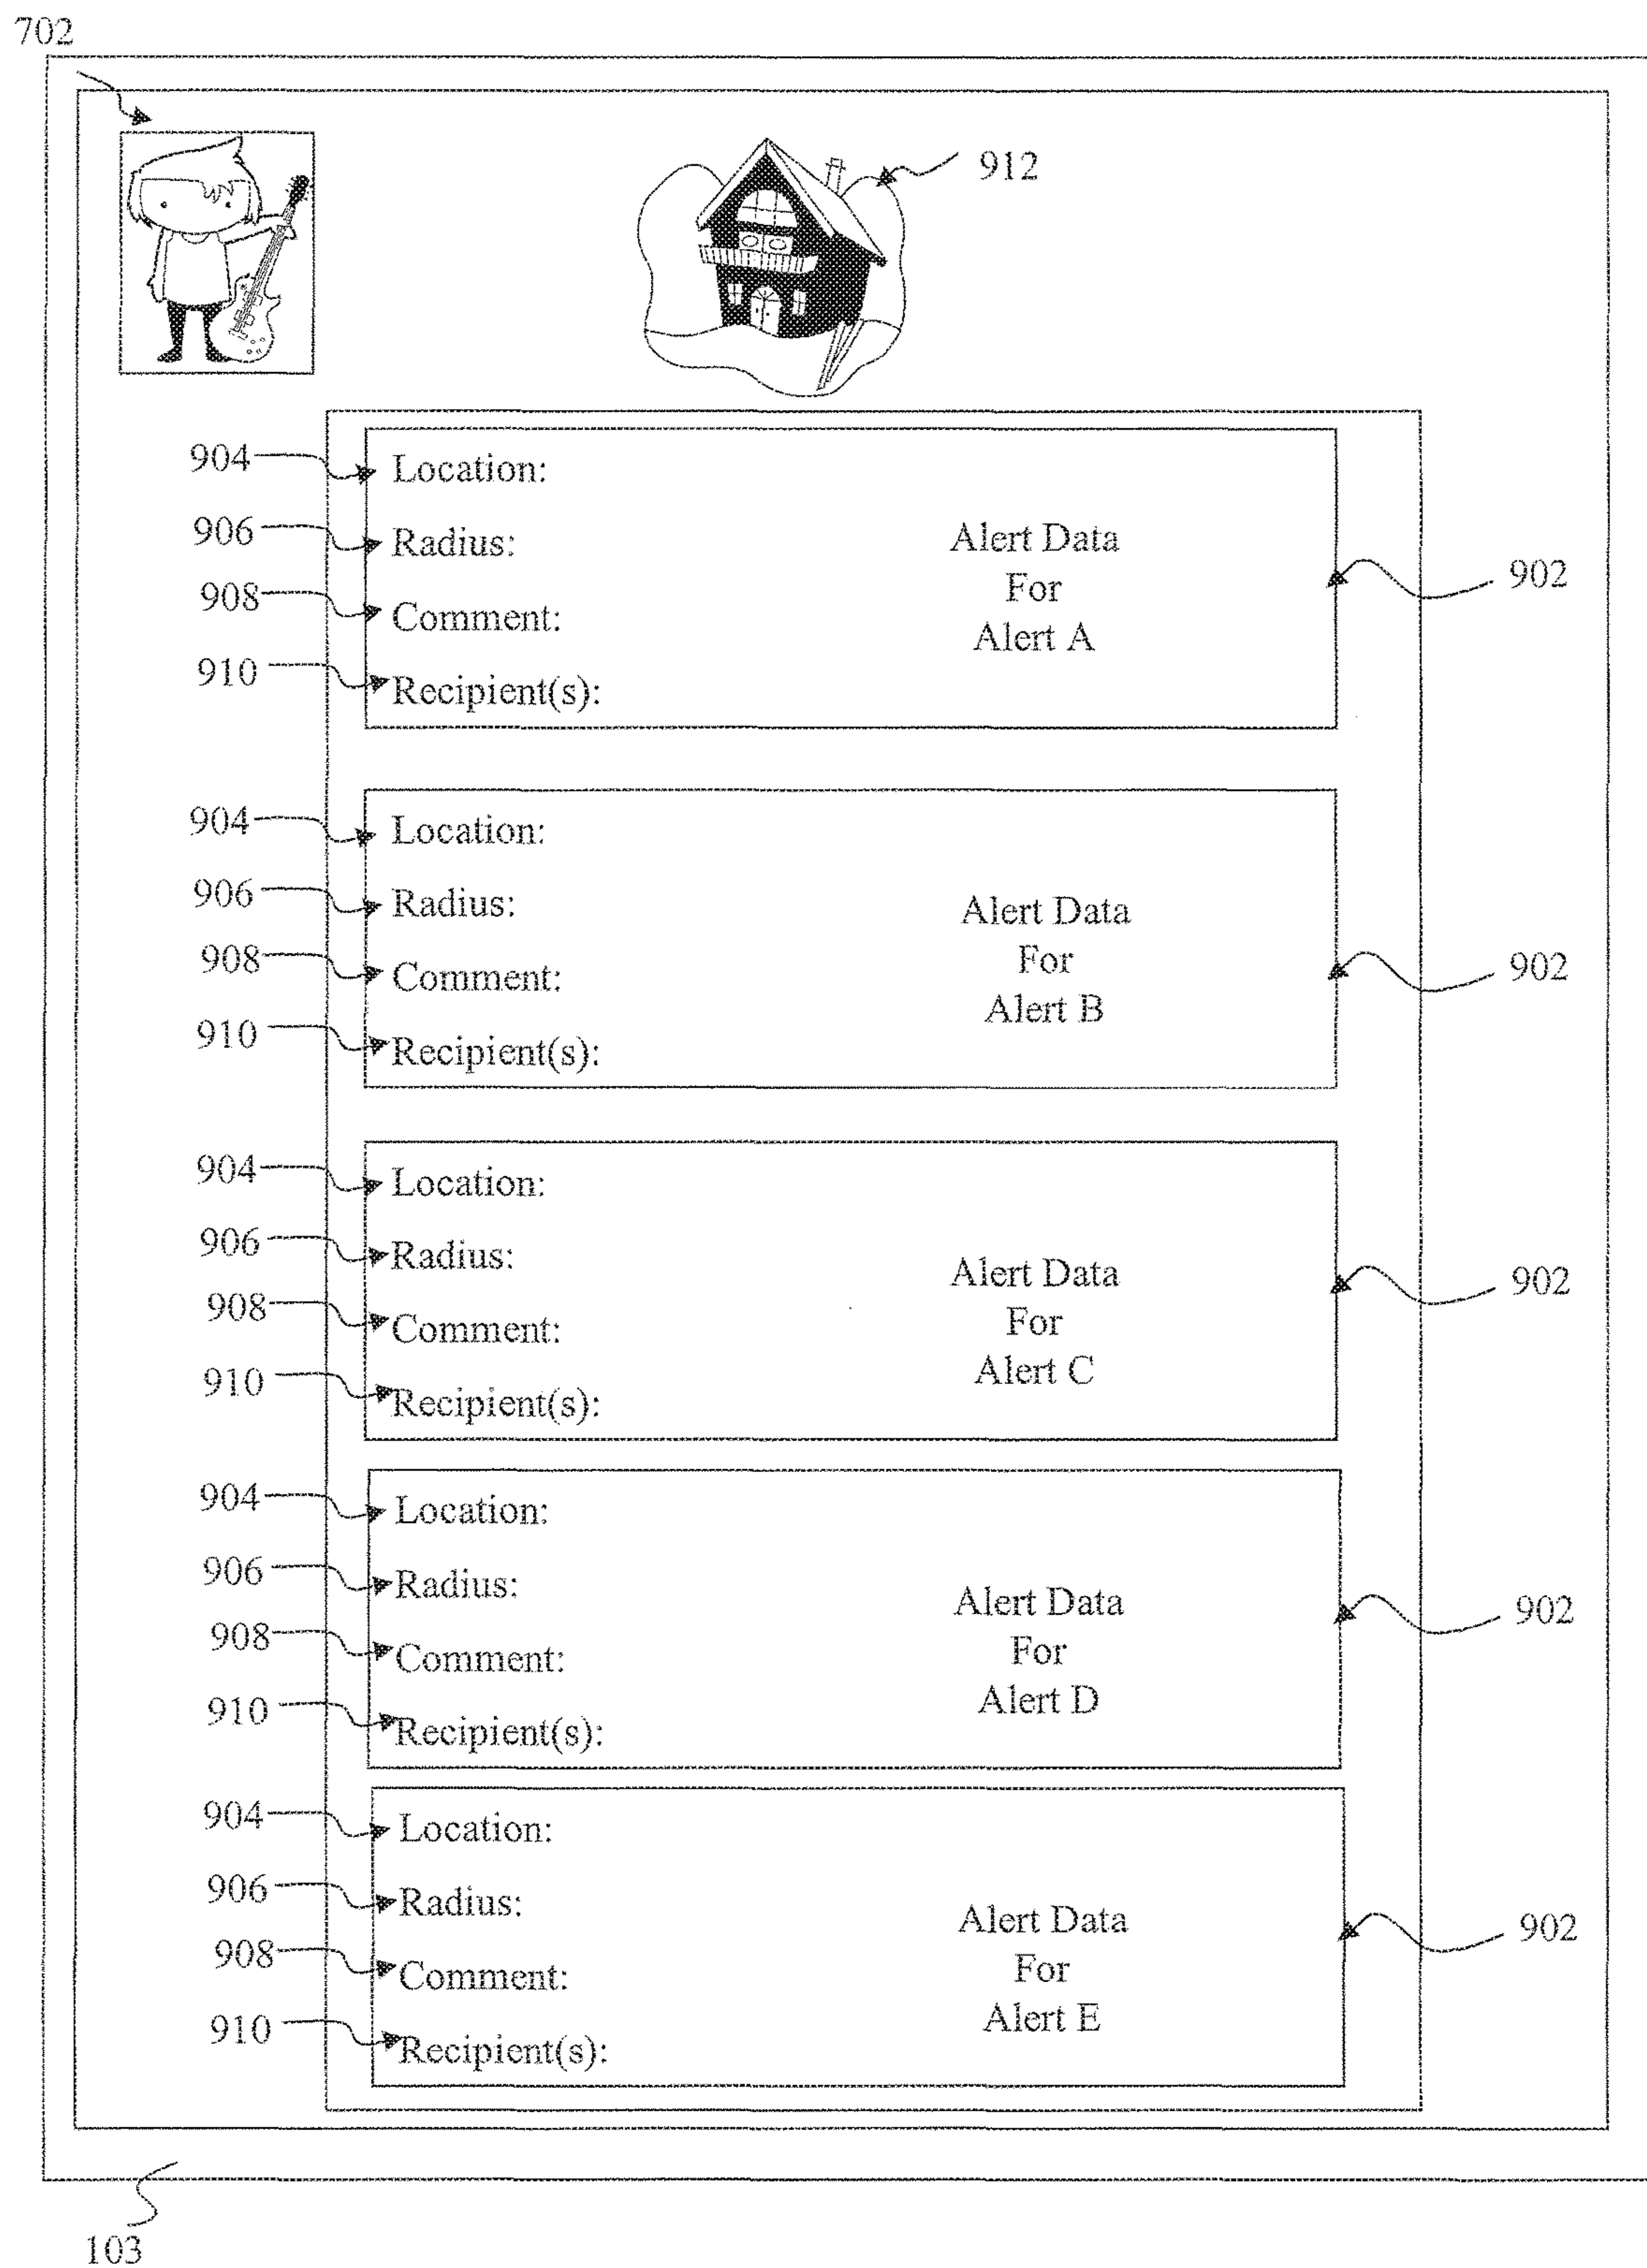 702
912
904 Location:
906 Radius:
908 Comment:
910 Recipient(s):
Alert Data
For
Alert A
902
904 Location:
906 Radius:
908 Comment:
910 Recipient(s):
Alert Data
For
Alert B
902
904 Location:
906 Radius:
908 Comment:
910 Recipient(s):
Alert Data
For
Alert C
902
904 Location:
906 Radius:
908 Comment:
910 Recipient(s):
Alert Data
For
Alert D
902
904 Location:
906 Radius:
908 Comment:
910 Recipient(s):
Alert Data
For
Alert E
902
103